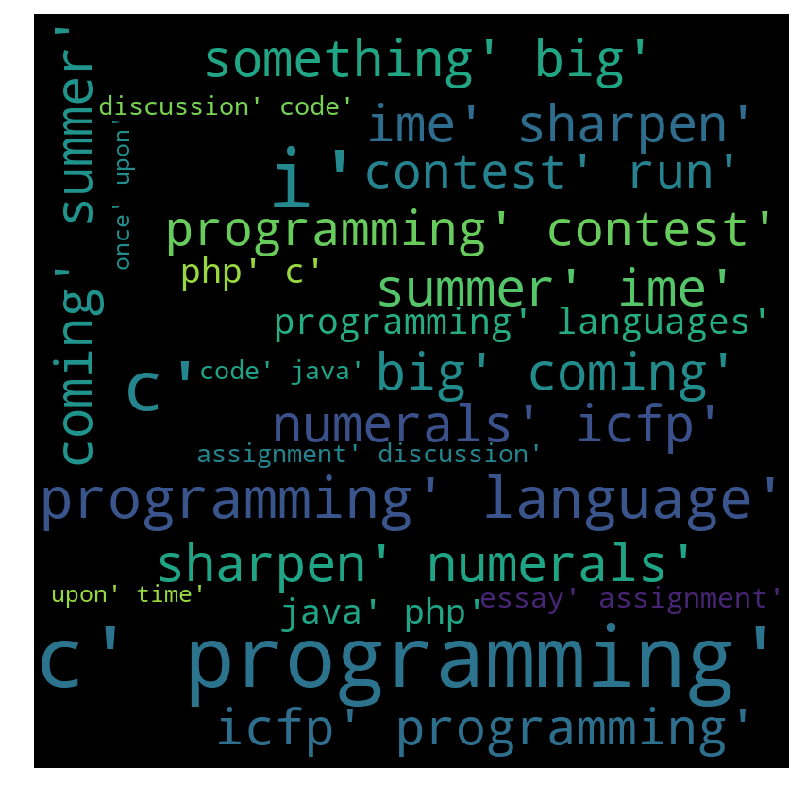 coming' summer'
something' big'
discussion' code'
ime' sharpen'
once' upon'
i'
contest' run'
programming' contest'
php' c'
summer' ime'
programming' languages'
c'
code' java'
big' coming'
numerals' icfp'
assignment' discussion'
programming' language'
sharpen' numerals'
upon' time'
java' php'
essay' assignment'
c' programming'
icfp' programming'